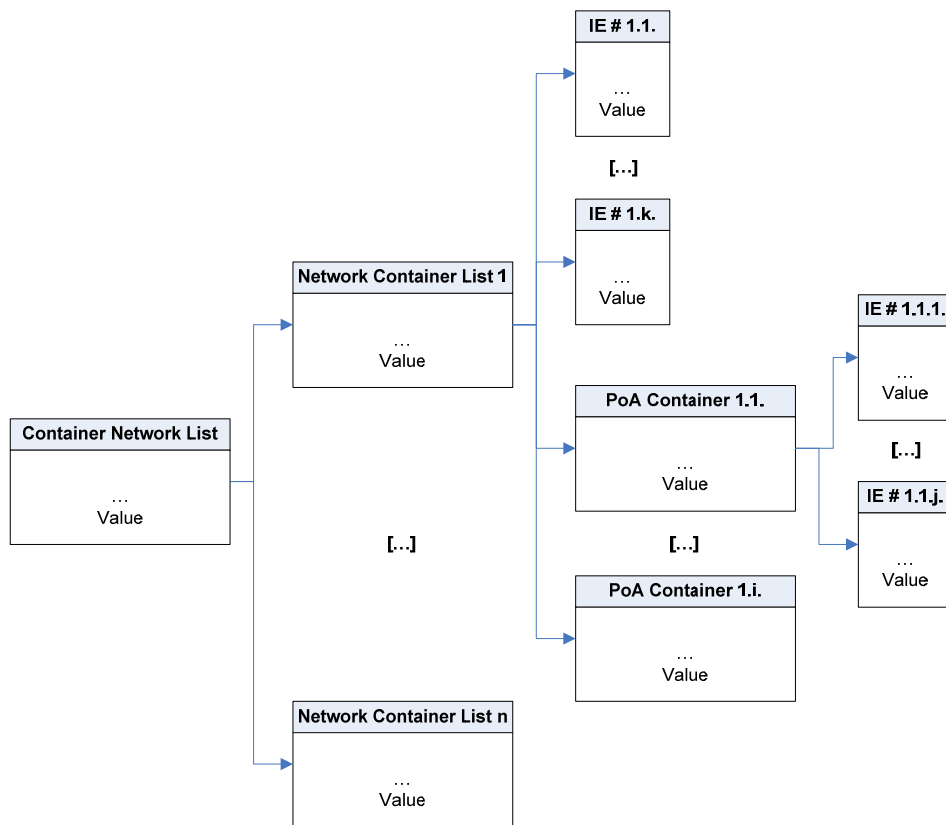 IE # 1.1.
...
Value
[...]
IE # 1.k.
...
Value
Network Container List 1
...
Value
IE # 1.1.1.
...
Value
PoA Container 1.1.
...
Value
[...]
Container Network List
...
Value
IE # 1.1.j.
...
Value
[...]
[...]
PoA Container 1.i.
...
Value
Network Container List n
...
Value